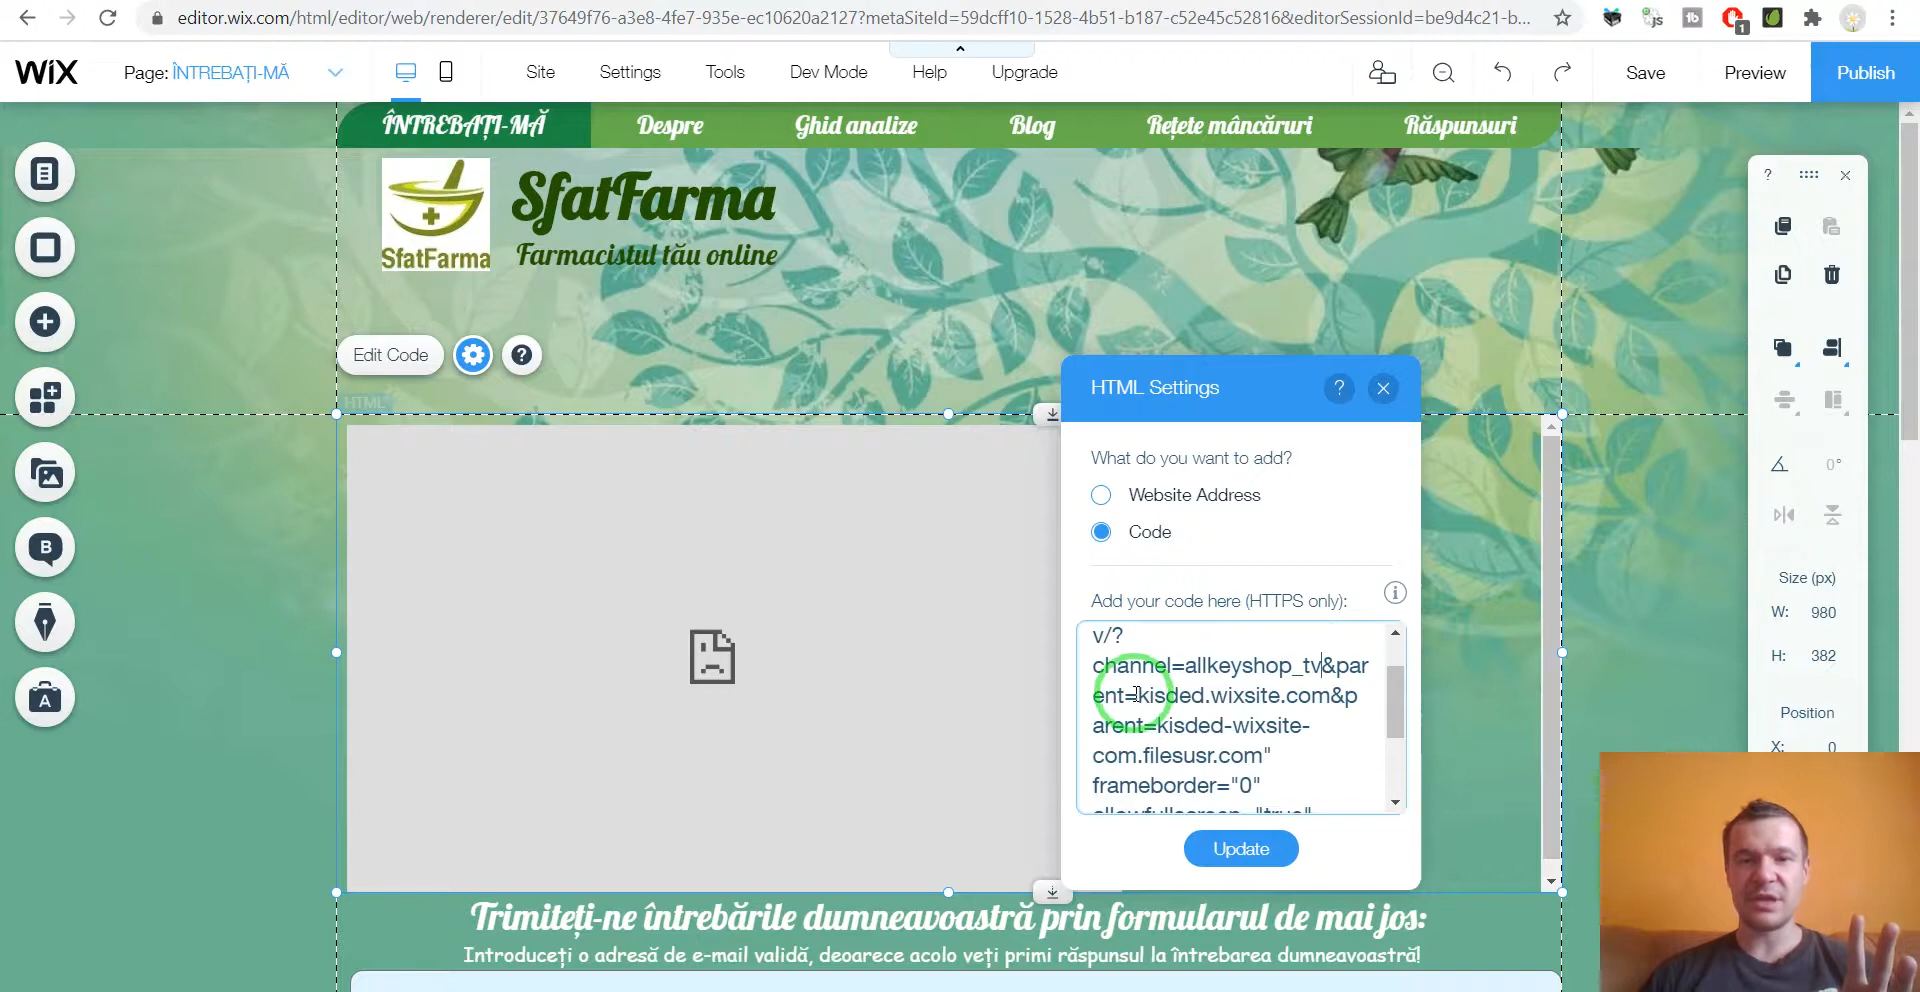 editor.wix.com/html/editor/web/renderer/edit/37649f76-a3e8-4fe7-935e-ec10620a2127?metaSiteId=59dcff10-1528-4b51-b187-c52e45c52816&editorSessionId=be9d4c21-b...
1
WiX
Page: ÎNTREBAȚI-MĂ
Site
Settings
Tools
Dev Mode
Help
Upgrade
Save
Preview
Publish
ÎNTREBAȚI-MĂ
Despre
Ghid analize
Blog
Rețete mâncăruri
Răspunsuri
SfatFarma
SfatFarma
Farmacistul tău online
Edit Code
?
HTML
HTML Settings
?
What do you want to add?
Website Address
Code
Add your code here (HTTPS only):
i
v/?
channel=allkeyshop_tv&par
ent=kisded.wixsite.com&p
arent=kisded-wixsite-
com.filesusr.com"
frameborder="0"
allowfullscreen="true"
Update
?
0°
Size (px)
W: 980
H: 382
Position
X: 0
B
A
Trimiteți-ne întrebările dumneavoastră prin formularul de mai jos:
Introduceți o adresă de e-mail validă, deoarece acolo veți primi răspunsul la întrebarea dumneavoastră!